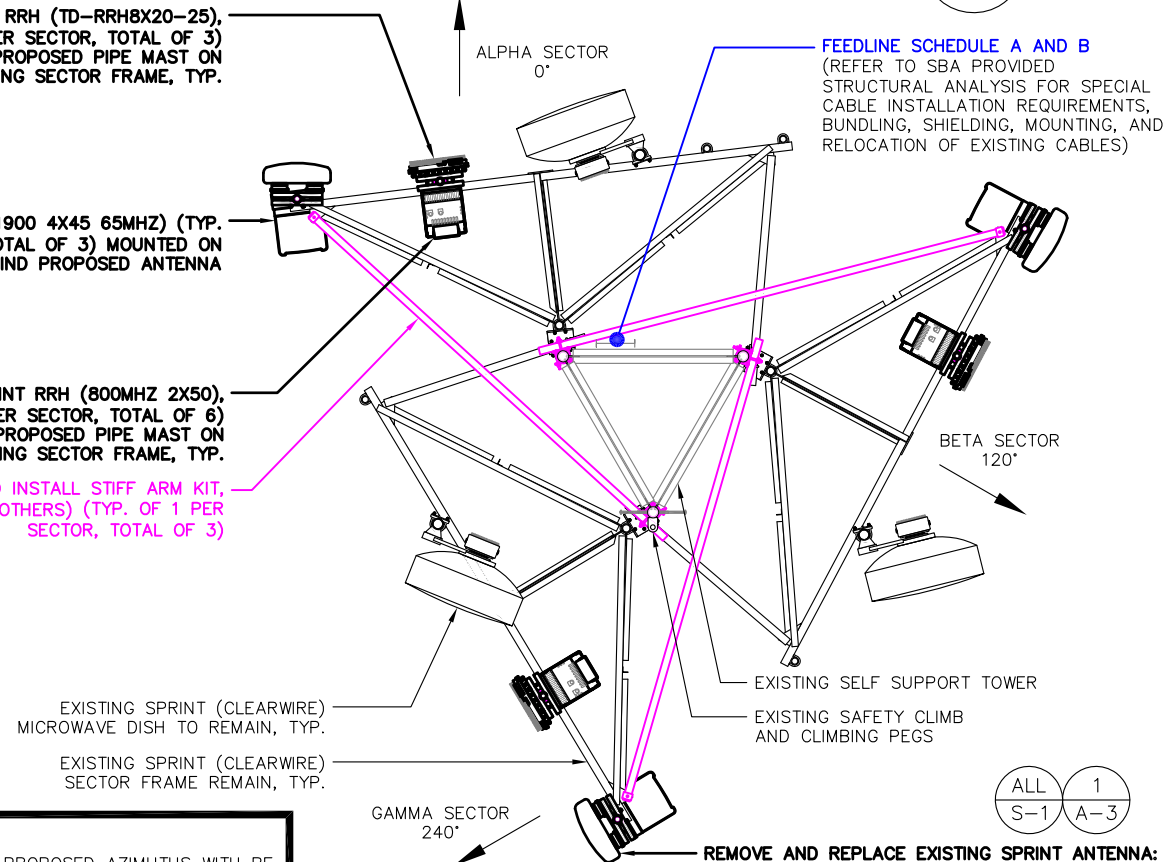 RRH (TD-RRH8X20-25),
ER SECTOR, TOTAL OF 3)
PROPOSED PIPE MAST ON
ING SECTOR FRAME, TYP.
ALPHA SECTOR
0°
FEEDLINE SCHEDULE A AND B
(REFER TO SBA PROVIDED
STRUCTURAL ANALYSIS FOR SPECIAL
CABLE INSTALLATION REQUIREMENTS,
BUNDLING, SHIELDING, MOUNTING, AND
RELOCATION OF EXISTING CABLES)
1900 4X45 65MHZ) (TYP.
OTAL OF 3) MOUNTED ON
IND PROPOSED ANTENNA
INT RRH (800MHZ 2X50),
ER SECTOR, TOTAL OF 6)
PROPOSED PIPE MAST ON
ING SECTOR FRAME, TYP.
INSTALL STIFF ARM KIT,
OTHERS) (TYP. OF 1 PER
SECTOR, TOTAL OF 3)
BETA SECTOR
120°
EXISTING SELF SUPPORT TOWER
EXISTING SAFETY CLIMB
AND CLIMBING PEGS
EXISTING SPRINT (CLEARWIRE)
MICROWAVE DISH TO REMAIN, TYP.
EXISTING SPRINT (CLEARWIRE)
SECTOR FRAME REMAIN, TYP.
GAMMA SECTOR
240°
ALL 1
S-1 A-3
REMOVE AND REPLACE EXISTING SPRINT ANTENNA:
PROPOSED AZIMUTHS WITH RF